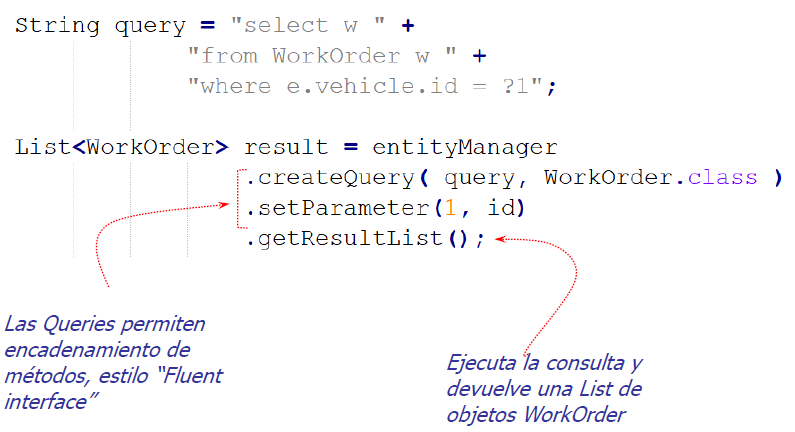 String query = "select w " +
"from WorkOrder w " +
"where e.vehicle.id = ?1";
List<WorkOrder> result = entityManager
.createQuery( query, WorkOrder.class )
.setParameter(1, id)
.getResultList();
Las Queries permiten
encadenamiento de
métodos, estilo “Fluent
interface”
Ejecuta la consulta y
devuelve una List de
objetos WorkOrder